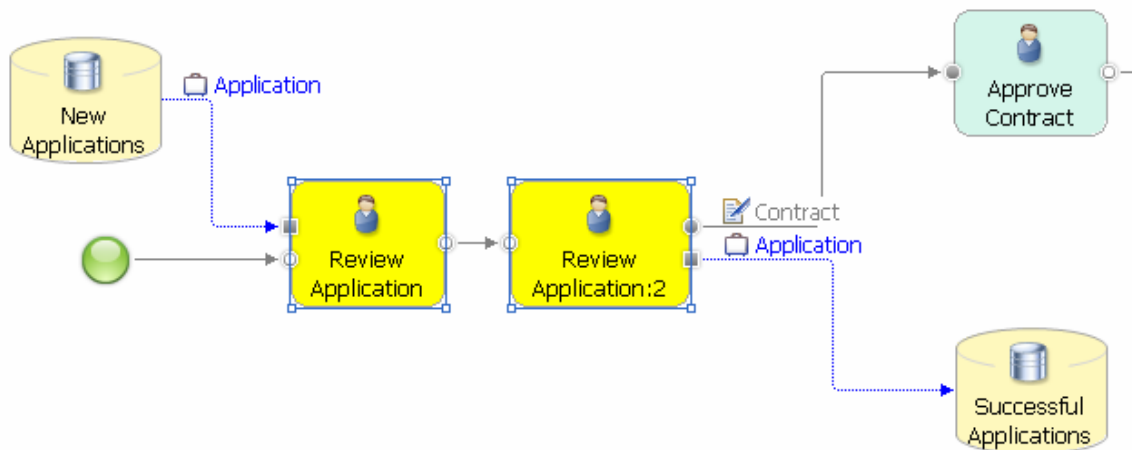 New
Applications
Application
Review
Application
Review
Application:2
Contract
Application
Approve
Contract
Successful
Applications